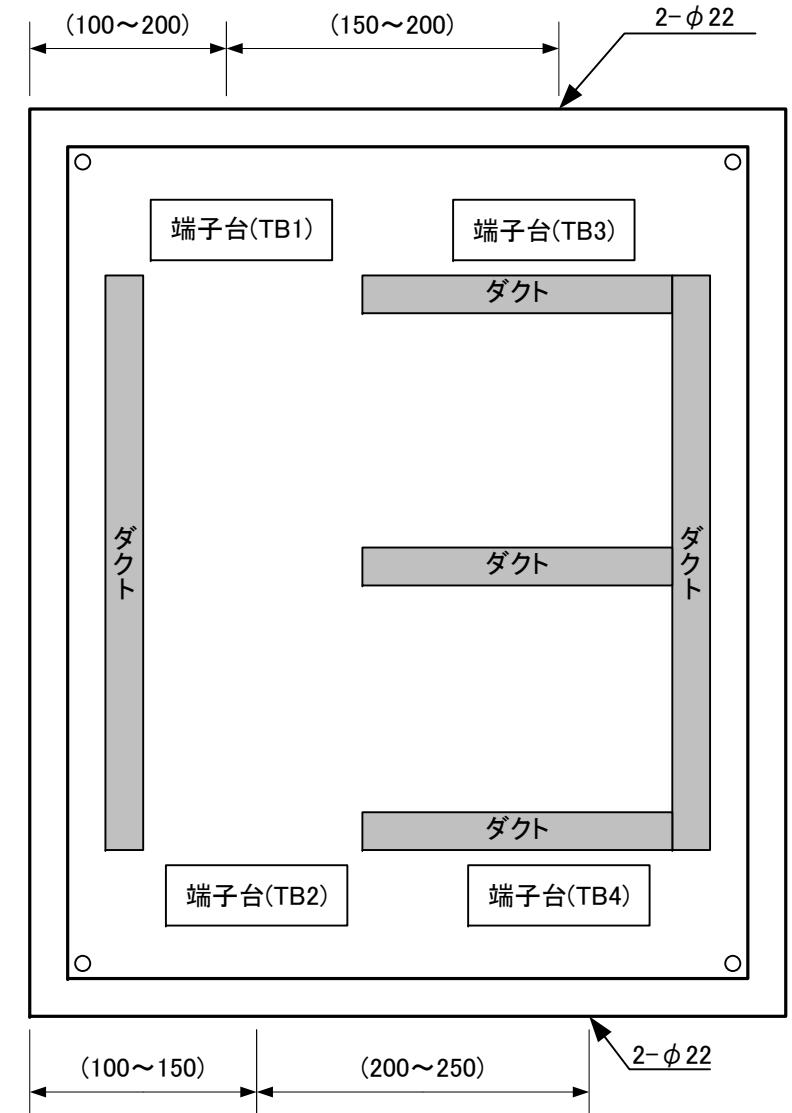 (100～200)
(150～200)
2-φ22
端子台(TB1)
端子台(TB3)
ダクト
ダクト
ダクト
ダクト
ダクト
端子台(TB2)
端子台(TB4)
(100～150)
(200～250)
2-φ22